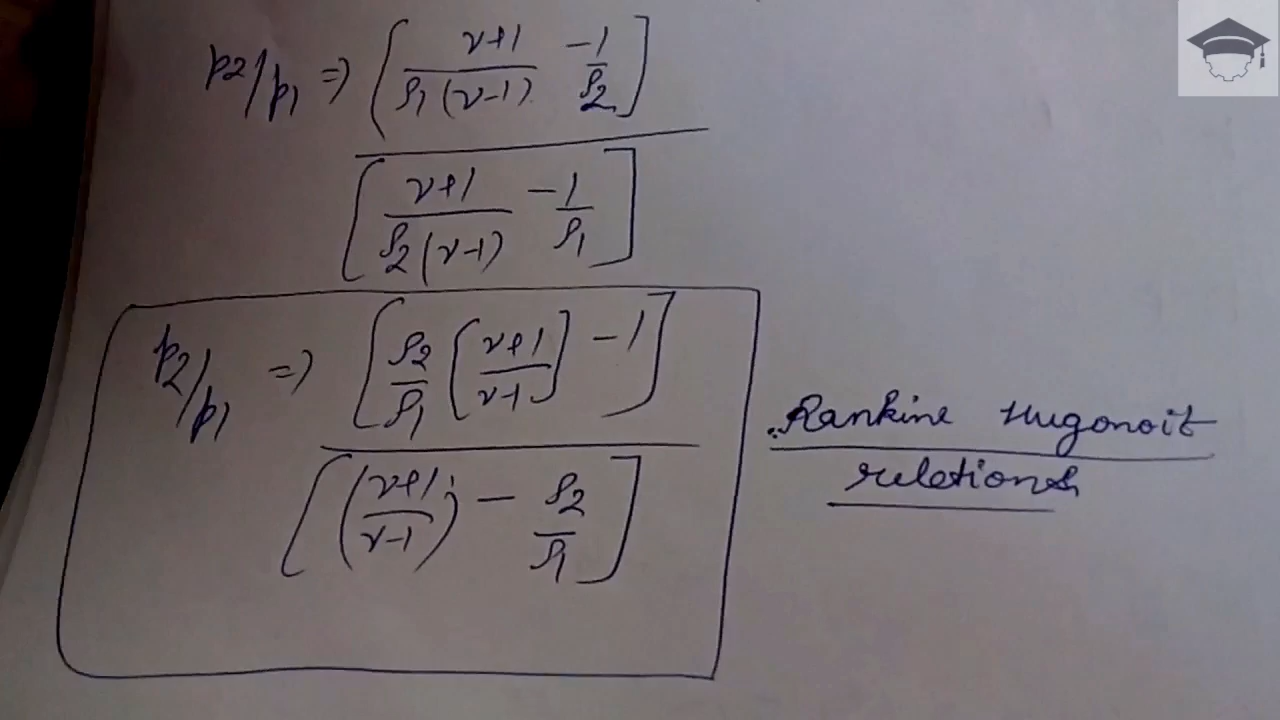 p2/p1 => [ γ+1 / ρ1(γ-1) - 1/ρ2 ]
[ γ+1 / ρ2(γ-1) - 1/ρ1 ]
p2/p1 => [ ρ2/ρ1 [ γ+1 / γ-1 ] - 1 ]
[ ( γ+1 / γ-1 ) - ρ2/ρ1 ]
Rankine Hugonoit
reletions